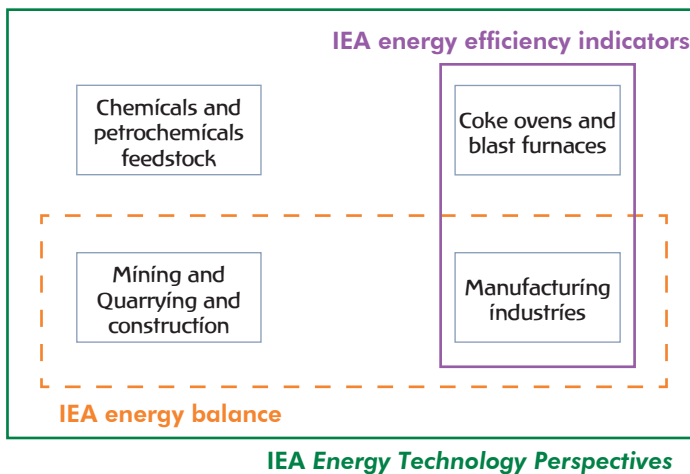 IEA energy efficiency indicators
Chemicals and
petrochemicals
feedstock
Coke ovens and
blast furnaces
Mining and
Quarrying and
construction
Manufacturing
industries
IEA energy balance
IEA Energy Technology Perspectives